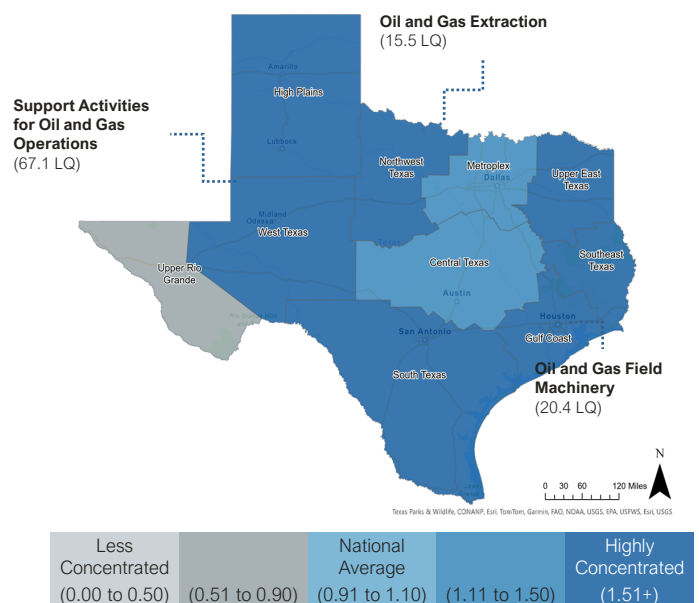 Oil and Gas Extraction
(15.5 LQ)
Support Activities
for Oil and Gas
Operations
(67.1 LQ)
Amarillo
High Plains
Lubbock
Northwest
Texas
Metroplex
Dallas
Upper East
Texas
Midland
Odessa
West Texas
Texas
Upper Rio
Grande
Central Texas
Southeast
Texas
Austin
San Antonio
Houston
Gulf Coast
South Texas
Oil and Gas Field
Machinery
(20.4 LQ)
N
0 30 60 120 Miles
Texas Parks & Wildlife, CONANP, Esri, TomTom, Garmin, FAO, NOAA, USGS, EPA, USFWS, Esri, USGS
Less
Concentrated
(0.00 to 0.50)
(0.51 to 0.90)
National
Average
(0.91 to 1.10)
(1.11 to 1.50)
Highly
Concentrated
(1.51+)